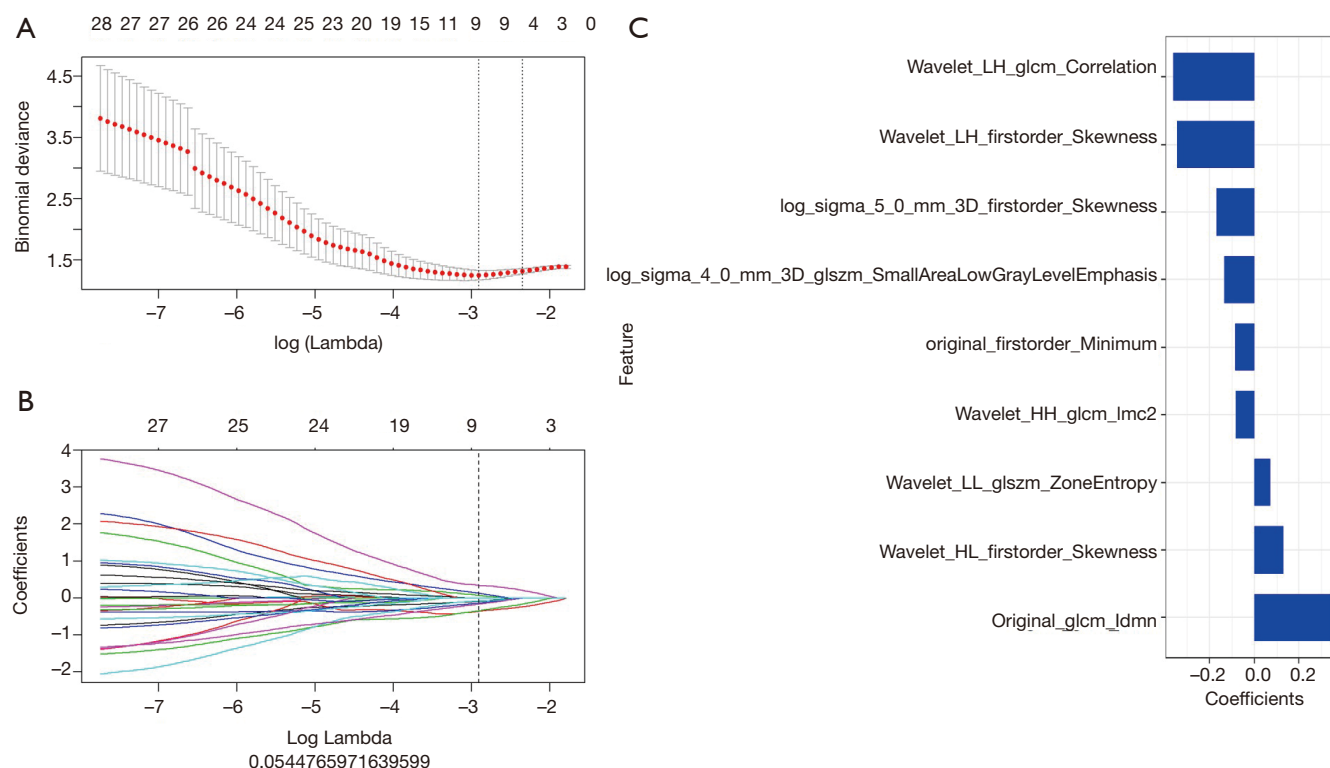 A
28 27 27 26 26 24 24 25 23 20 19 15 11 9 9 4 3 0
4.5
3.5
2.5
1.5
Binomial deviance
−7 −6 −5 −4 −3 −2
log (Lambda)
B
27 25 24 19 9 3
4
3
2
1
0
−1
−2
Coefficients
−7 −6 −5 −4 −3 −2
Log Lambda
0.0544765971639599
C
Feature
Wavelet_LH_glcm_Correlation
Wavelet_LH_firstorder_Skewness
log_sigma_5_0_mm_3D_firstorder_Skewness
log_sigma_4_0_mm_3D_glszm_SmallAreaLowGrayLevelEmphasis
original_firstorder_Minimum
Wavelet_HH_glcm_Imc2
Wavelet_LL_glszm_ZoneEntropy
Wavelet_HL_firstorder_Skewness
Original_glcm_Idmn
−0.2 0.0 0.2
Coefficients